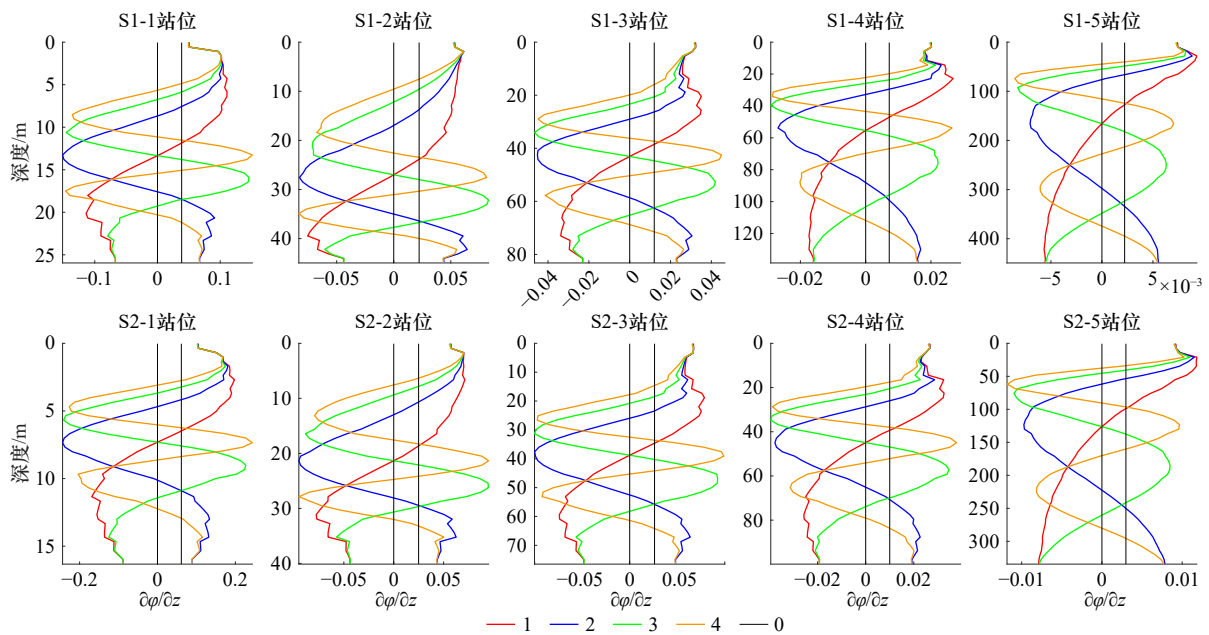 S1-1站位 S1-2站位 S1-3站位 S1-4站位 S1-5站位
深度/m
0 5 10 15 20 25
−0.1 0 0.1
0 10 20 30 40
−0.05 0 0.05
0 20 40 60 80
−0.04 −0.02 0 0.02 0.04
0 20 40 60 80 100 120
−0.02 0 0.02
0 100 200 300 400
−5 0 5
×10⁻³
S2-1站位 S2-2站位 S2-3站位 S2-4站位 S2-5站位
深度/m
0 5 10 15
−0.2 0 0.2
∂φ/∂z
0 10 20 30 40
−0.05 0 0.05
∂φ/∂z
0 10 20 30 40 50 60 70
−0.05 0 0.05
∂φ/∂z
0 20 40 60 80
−0.02 0 0.02
∂φ/∂z
0 50 100 150 200 250 300
−0.01 0 0.01
∂φ/∂z
1 2 3 4 0